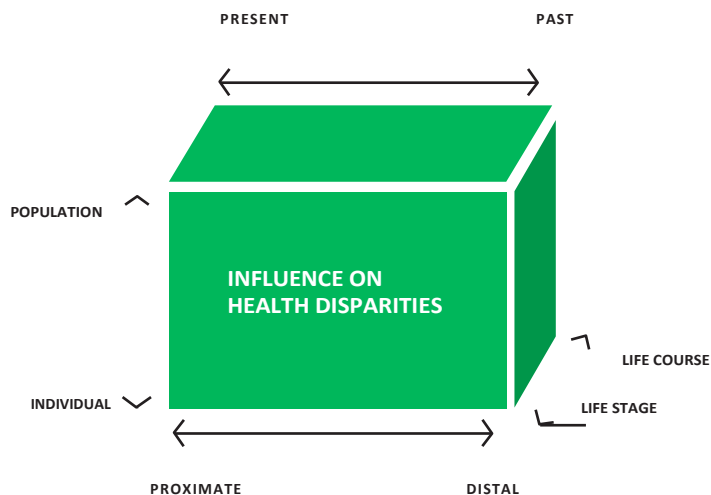 PRESENT PAST
POPULATION
INFLUENCE ON
HEALTH DISPARITIES
LIFE COURSE
INDIVIDUAL
LIFE STAGE
PROXIMATE DISTAL